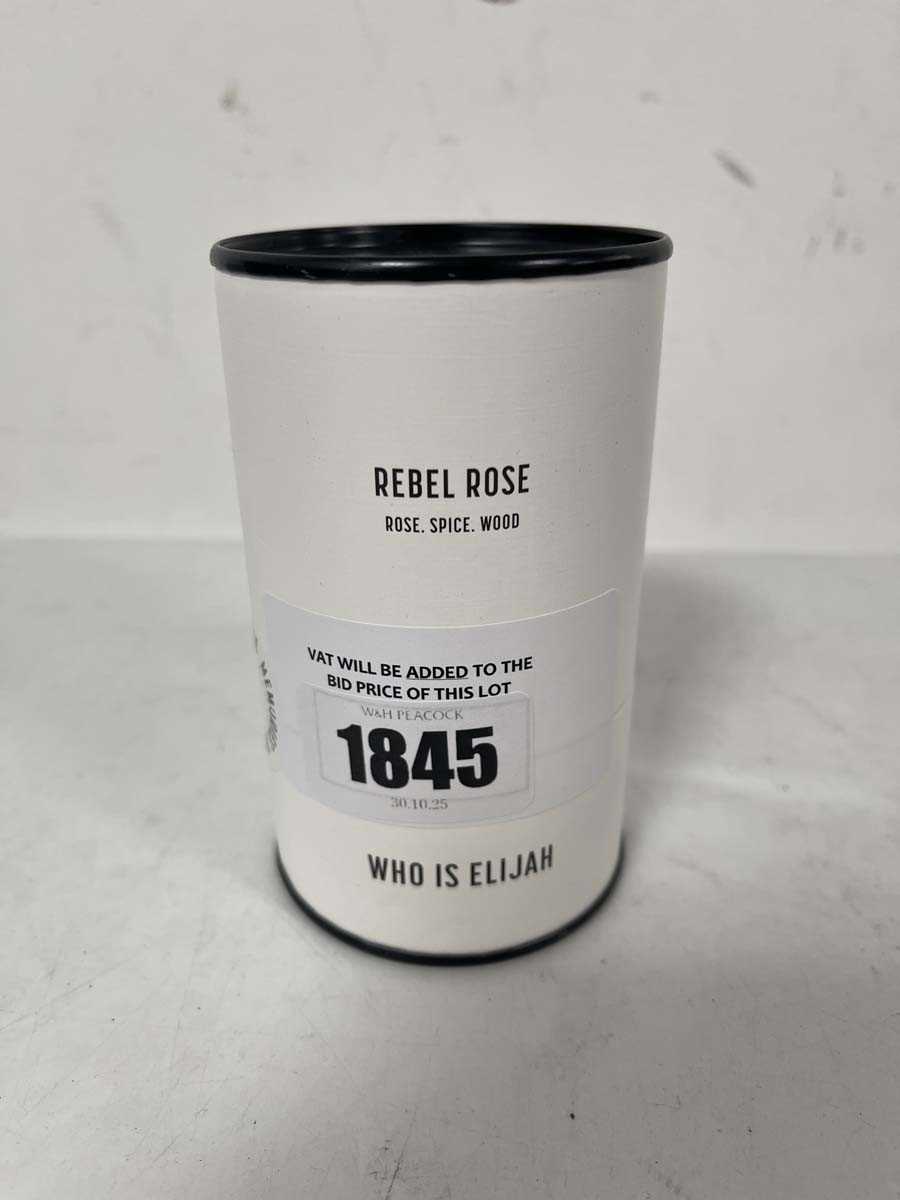 REBEL ROSE
ROSE. SPICE. WOOD
VAT WILL BE ADDED TO THE
BID PRICE OF THIS LOT
W&H PEACOCK
1845
30.10.25
WHO IS ELIJAH